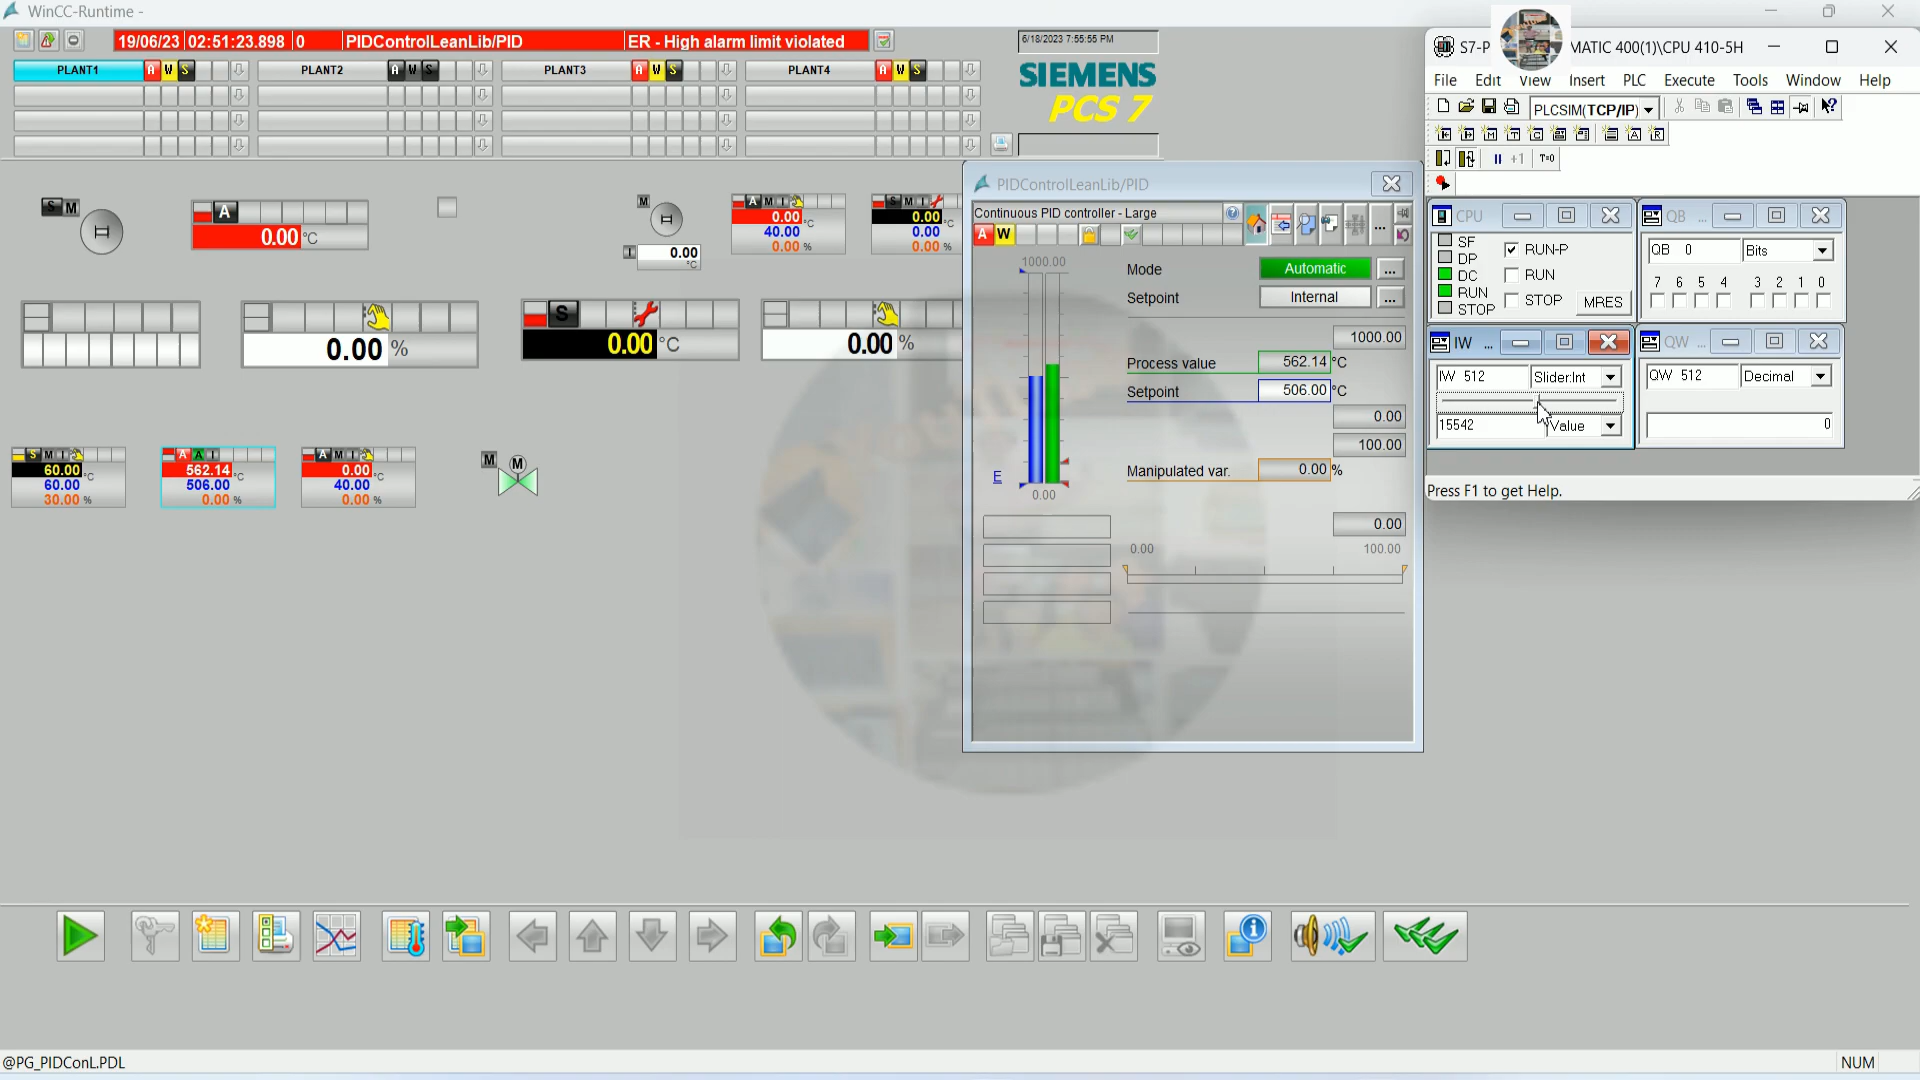 WinCC-Runtime -
19/06/23 02:51:23.898 0 PIDControlLeanLib/PID ER - High alarm limit violated
PLANT1 A W S PLANT2 A W S PLANT3 A W S PLANT4 A W S
6/18/2023 7:55:55 PM
SIEMENS
PCS 7
S7-P MATIC 400(1)\CPU 410-5H
File Edit View Insert PLC Execute Tools Window Help
PLCSIM(TCP/IP)
+1 T=0
CPU
SF
DP
DC
RUN
STOP
RUN-P
RUN
STOP
MRES
QB ...
QB 0 Bits
7 6 5 4 3 2 1 0
IW ...
IW 512 Slider:Int
15542 Value
QW ...
QW 512 Decimal
0
Press F1 to get Help.
S M
A
0.00 °C
M
I 0.00
°C
A M I
0.00 °C
40.00
0.00 %
S M I
0.00
0.00
0.00 %
0.00 %
S
0.00 °C
0.00 %
S M I
60.00 °C
60.00
30.00 %
A A I
562.14 °C
506.00
0.00 %
A M I
0.00 °C
40.00
0.00 %
M M
PIDControlLeanLib/PID
Continuous PID controller - Large
A W
...
1000.00
Mode Automatic ...
Setpoint Internal ...
1000.00
Process value 562.14 °C
Setpoint 506.00 °C
0.00
100.00
Manipulated var. 0.00 %
E
0.00
0.00
0.00 100.00
@PG_PIDConL.PDL
NUM